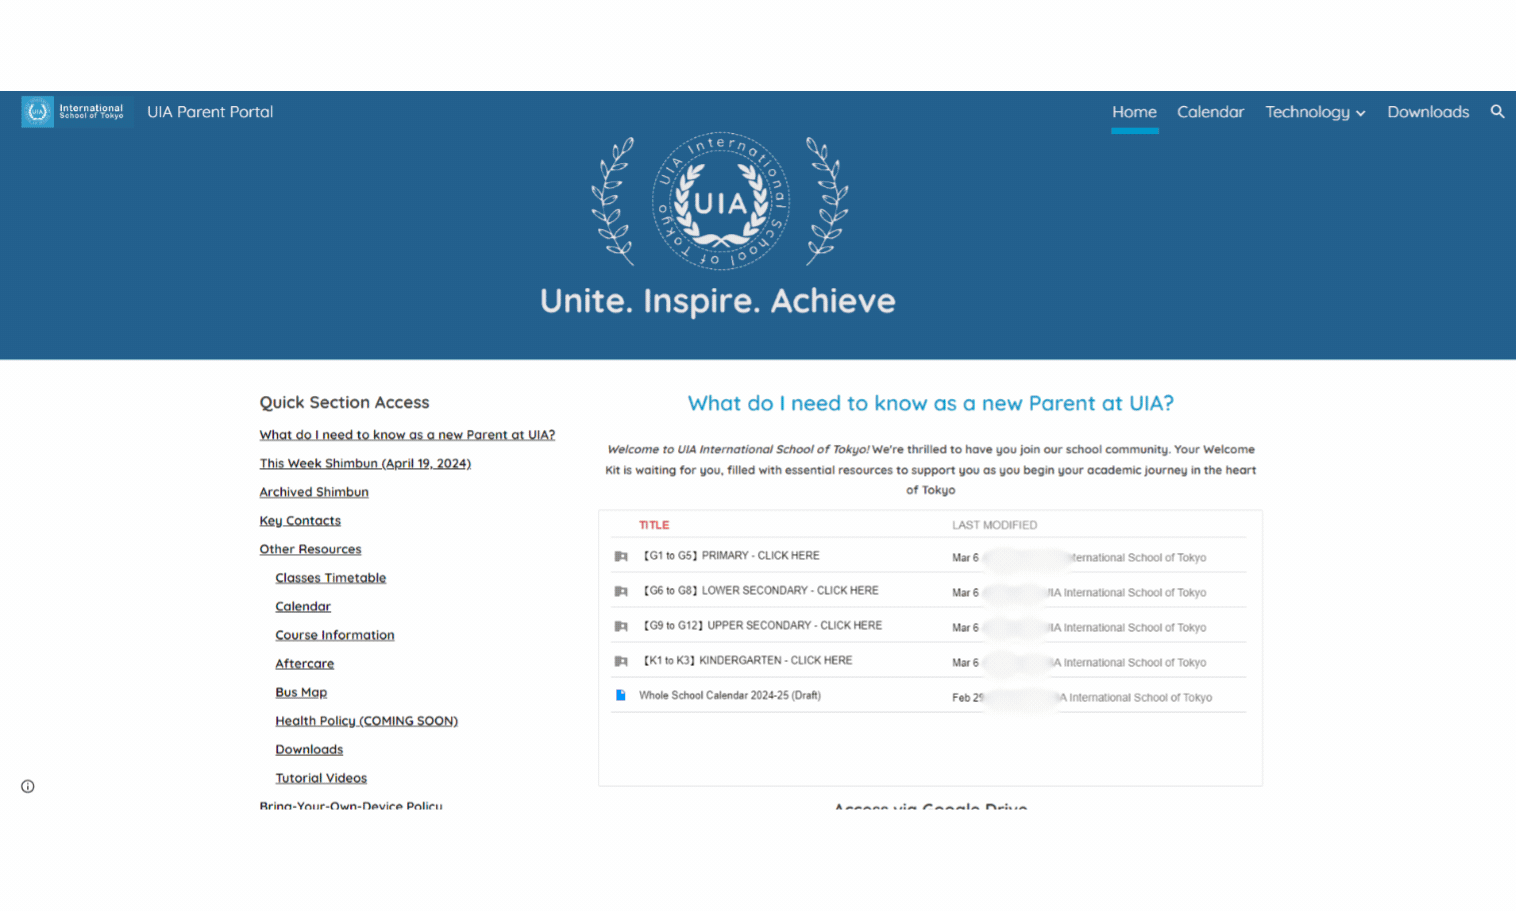 International
School of Tokyo
UIA Parent Portal
Home
Calendar
Technology
Downloads
UIA International School of Tokyo
UIA
Unite. Inspire. Achieve
Quick Section Access
What do I need to know as a new Parent at UIA?
This Week Shimbun (April 19, 2024)
Archived Shimbun
Key Contacts
Other Resources
Classes Timetable
Calendar
Course Information
Aftercare
Bus Map
Health Policy (COMING SOON)
Downloads
Tutorial Videos
Bring-Your-Own-Device Policy
What do I need to know as a new Parent at UIA?
Welcome to UIA International School of Tokyo! We're thrilled to have you join our school community. Your Welcome
Kit is waiting for you, filled with essential resources to support you as you begin your academic journey in the heart
of Tokyo
TITLE LAST MODIFIED
【G1 to G5】PRIMARY - CLICK HERE Mar 6 International School of Tokyo
【G6 to G8】LOWER SECONDARY - CLICK HERE Mar 6 UIA International School of Tokyo
【G9 to G12】UPPER SECONDARY - CLICK HERE Mar 6 IA International School of Tokyo
【K1 to K3】KINDERGARTEN - CLICK HERE Mar 6 A International School of Tokyo
Whole School Calendar 2024-25 (Draft) Feb 29 A International School of Tokyo
Access via Google Drive